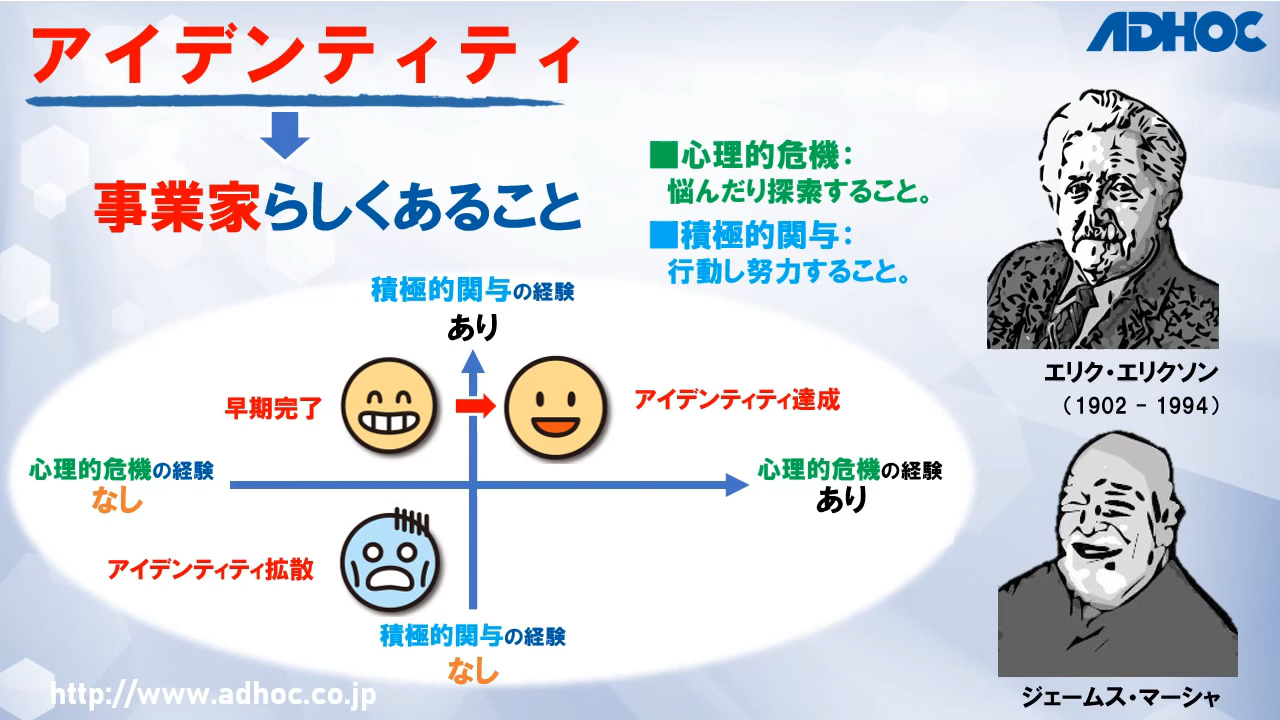 アイデンティティ
ADHOC
事業家らしくあること
■心理的危機：
悩んだり探索すること。
■積極的関与：
行動し努力すること。
エリク・エリクソン
（1902 - 1994）
積極的関与の経験
あり
早期完了
アイデンティティ達成
心理的危機の経験
なし
心理的危機の経験
あり
アイデンティティ拡散
積極的関与の経験
なし
ジェームス・マーシャ
http://www.adhoc.co.jp